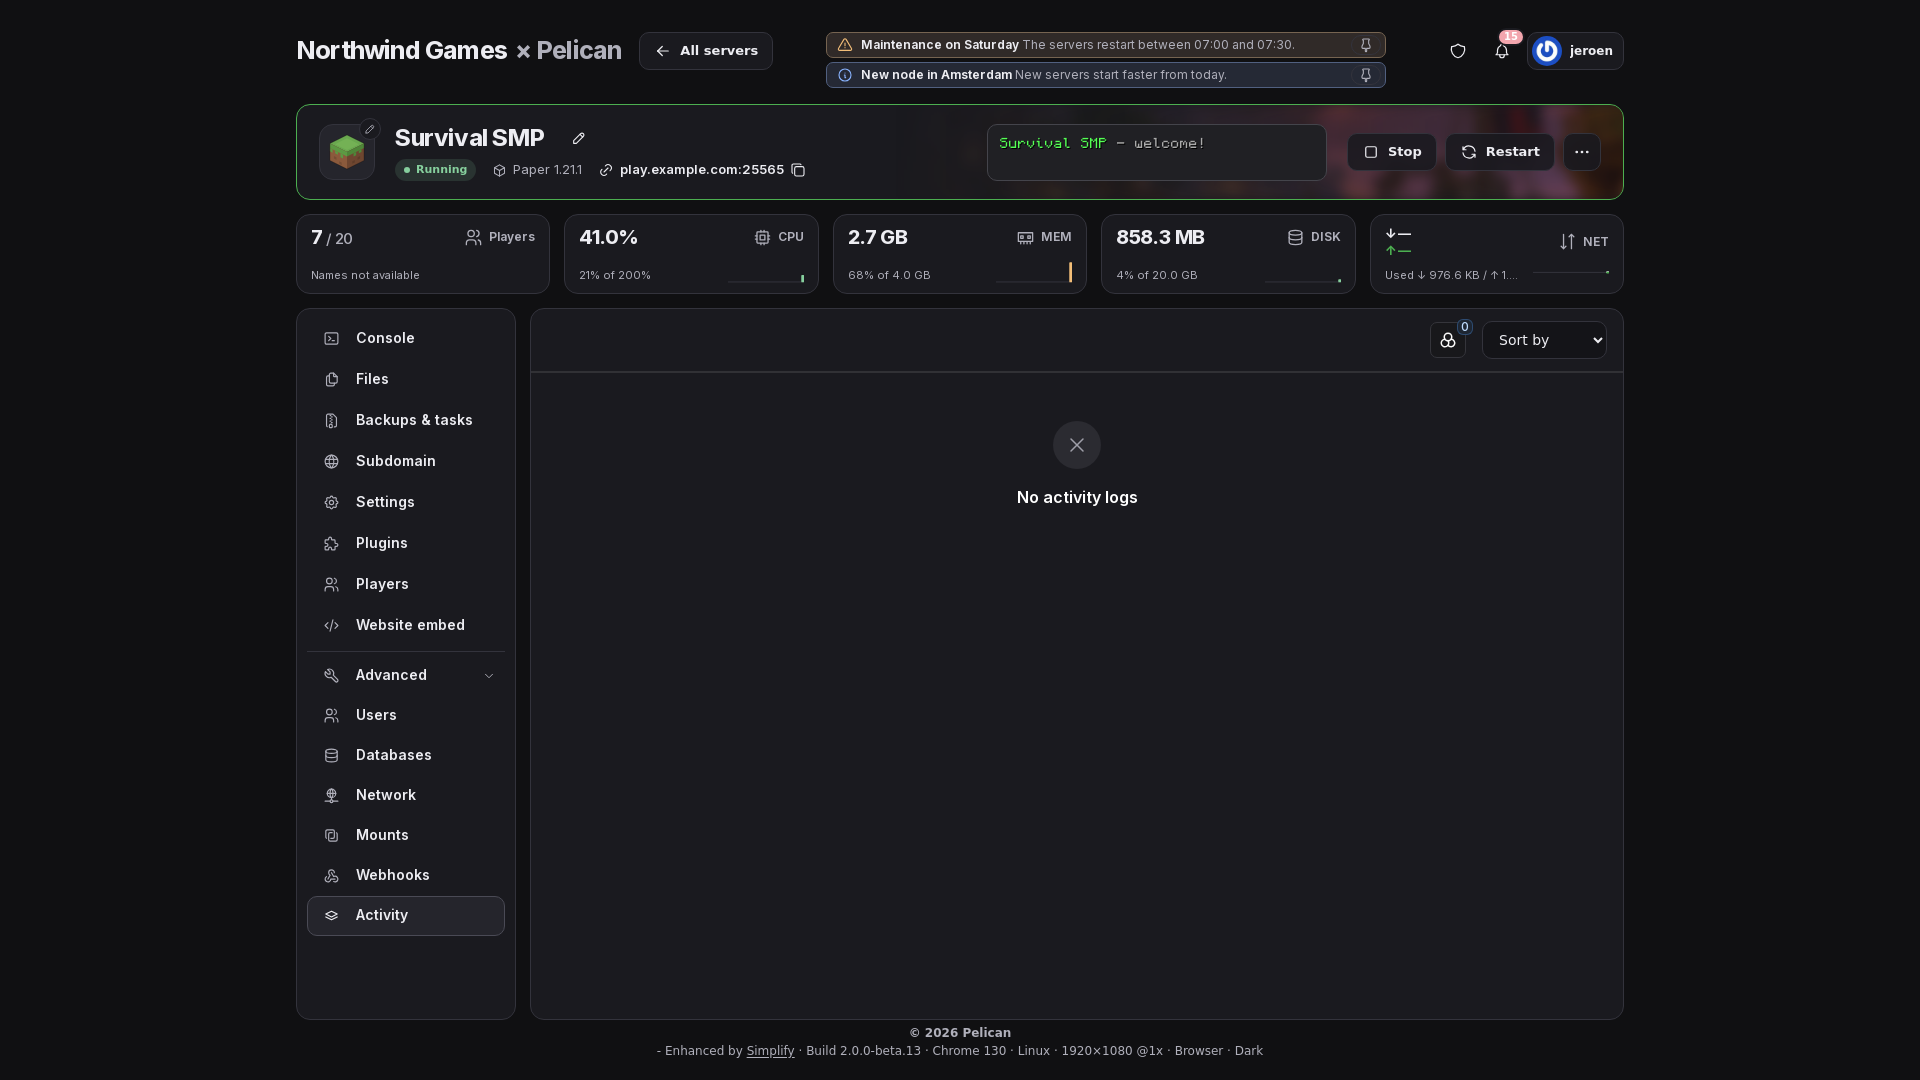 Northwind Games × Pelican
All servers
Maintenance on Saturday The servers restart between 07:00 and 07:30.
New node in Amsterdam New servers start faster from today.
15
jeroen
Survival SMP
Running
Paper 1.21.1
play.example.com:25565
Survival SMP - welcome!
Stop
Restart
7 / 20
Players
Names not available
41.0%
CPU
21% of 200%
2.7 GB
MEM
68% of 4.0 GB
858.3 MB
DISK
4% of 20.0 GB
↓—
↑—
NET
Used ↓ 976.6 KB / ↑ 1...
Console
Files
Backups & tasks
Subdomain
Settings
Plugins
Players
Website embed
Advanced
Users
Databases
Network
Mounts
Webhooks
Activity
0
Sort by
No activity logs
© 2026 Pelican
- Enhanced by Simplify · Build 2.0.0-beta.13 · Chrome 130 · Linux · 1920×1080 @1x · Browser · Dark